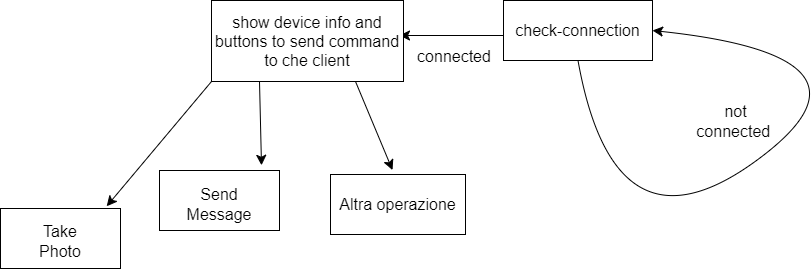 show device info and
buttons to send command
to che client
check-connection
connected
not
connected
Take
Photo
Send
Message
Altra operazione